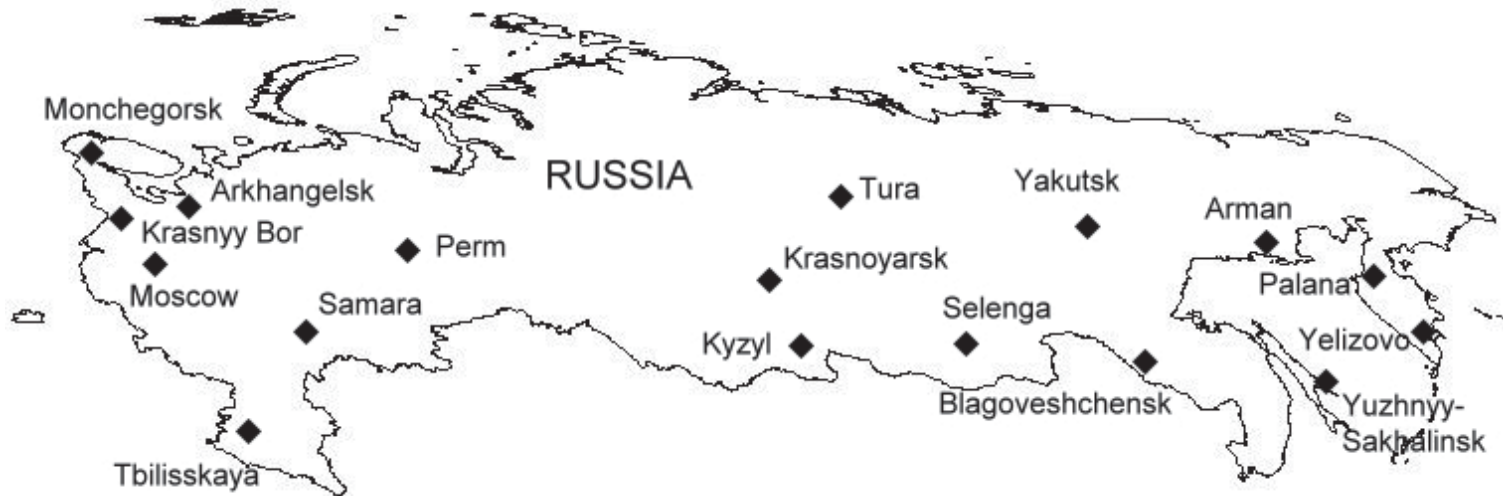 Monchegorsk
RUSSIA
Arkhangelsk
Tura
Yakutsk
Arman
Krasnyy Bor
Perm
Krasnoyarsk
Palana
Moscow
Samara
Selenga
Kyzyl
Yelizovo
Blagoveshchensk
Yuzhnyy-
Sakhalinsk
Tbilisskaya